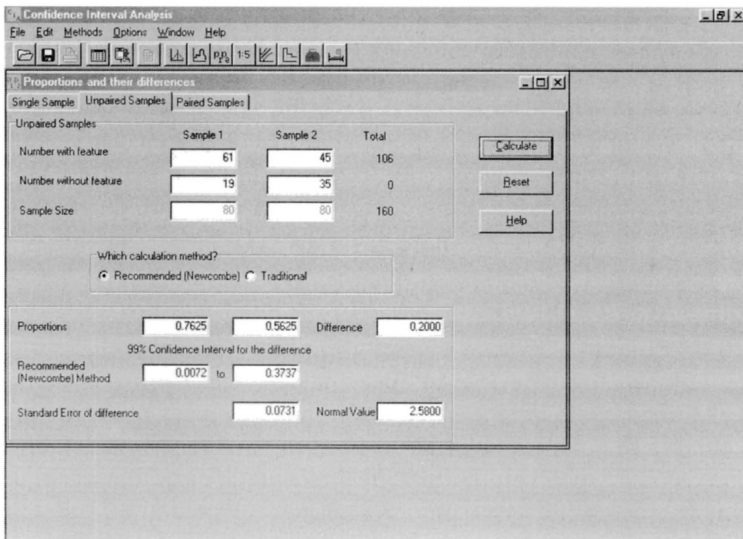 Confidence Interval Analysis
File Edit Methods Options Window Help
1·5
Proportions and their differences
Single Sample Unpaired Samples Paired Samples
Unpaired Samples
Sample 1 Sample 2 Total
Number with feature 61 45 106
Number without feature 19 35 0
Sample Size 80 80 160
Calculate
Reset
Help
Which calculation method?
Recommended (Newcombe) Traditional
Proportions 0.7625 0.5625 Difference 0.2000
99% Confidence Interval for the difference
Recommended
(Newcombe) Method 0.0072 to 0.3737
Standard Error of difference 0.0731 Normal Value 2.5800